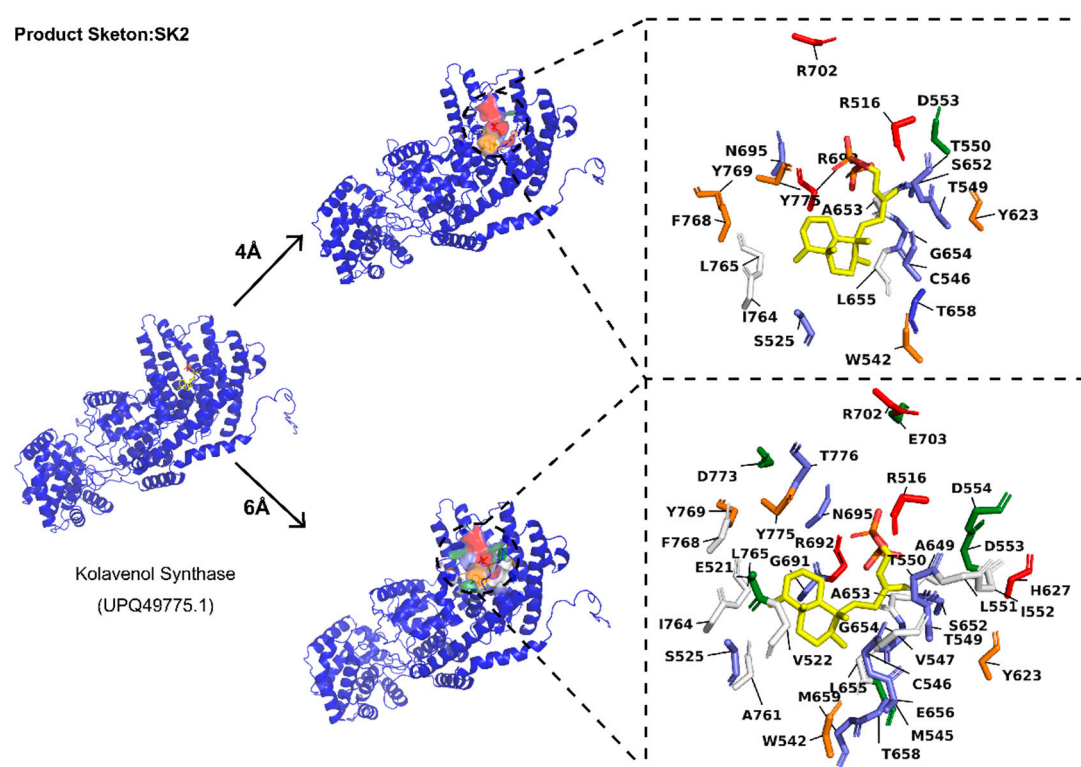 Product Sketon:SK2
4Å
6Å
Kolavenol Synthase
(UPQ49775.1)
R702
R516
D553
T550
N695
S652
Y769
T549
Y775
A653
Y623
F768
G654
L765
C546
L655
I764
T658
S525
W542
R702
E703
T776
D773
R516
D554
Y769
N695
Y775
F768
R692
A649
D553
L765
T550
E521
G691
H627
A653
L551
I552
I764
G654
S652
T549
S525
V522
V547
Y623
L655
C546
M659
A761
E656
W542
M545
T658